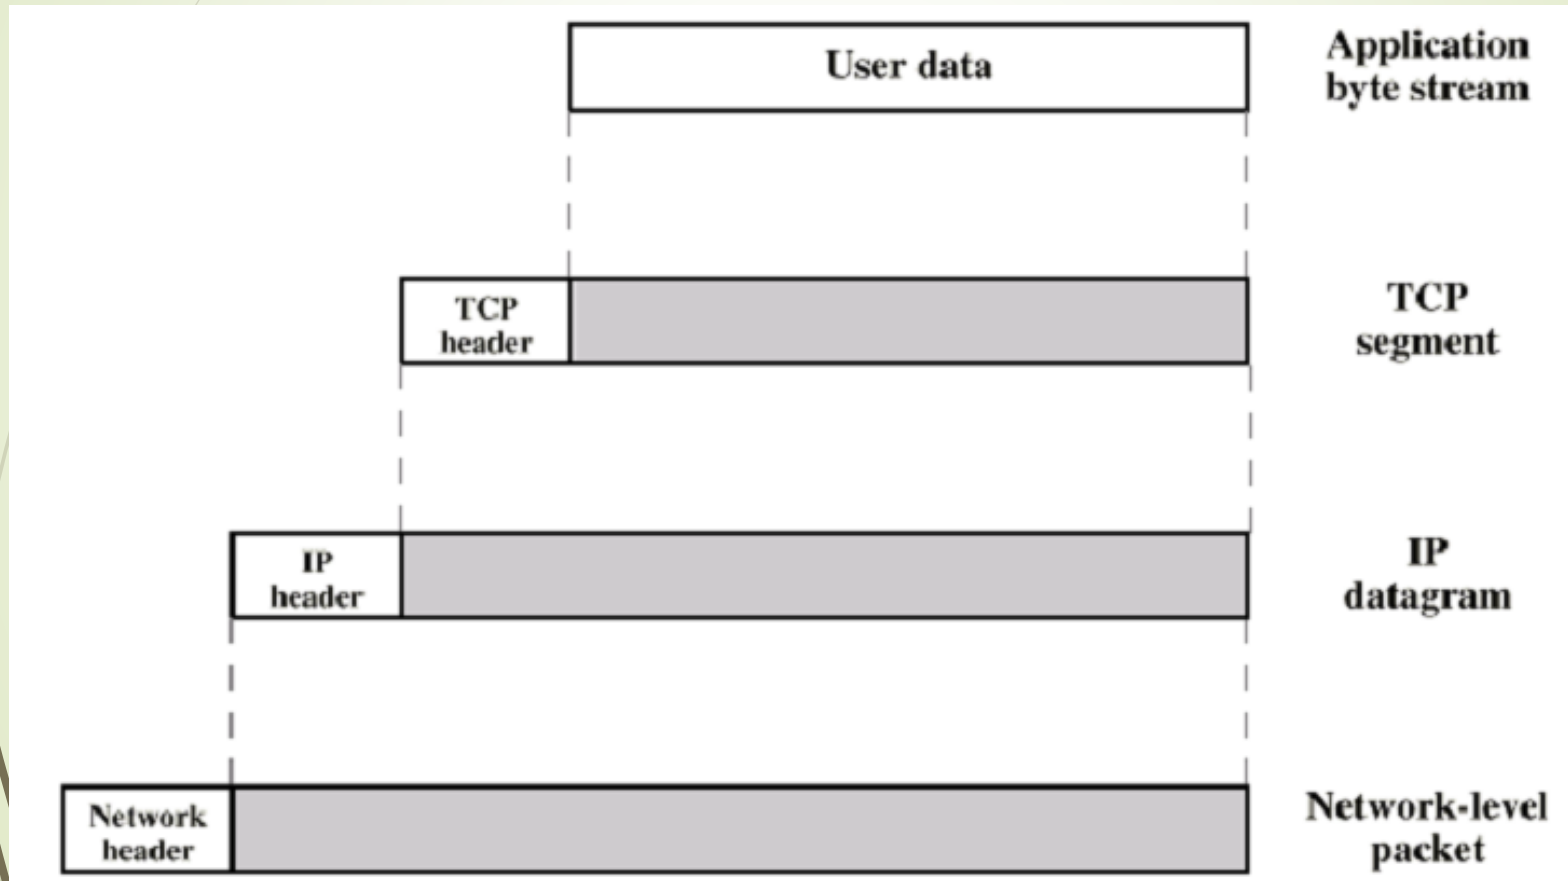 User data
Application
byte stream
TCP
header
TCP
segment
IP
header
IP
datagram
Network
header
Network-level
packet